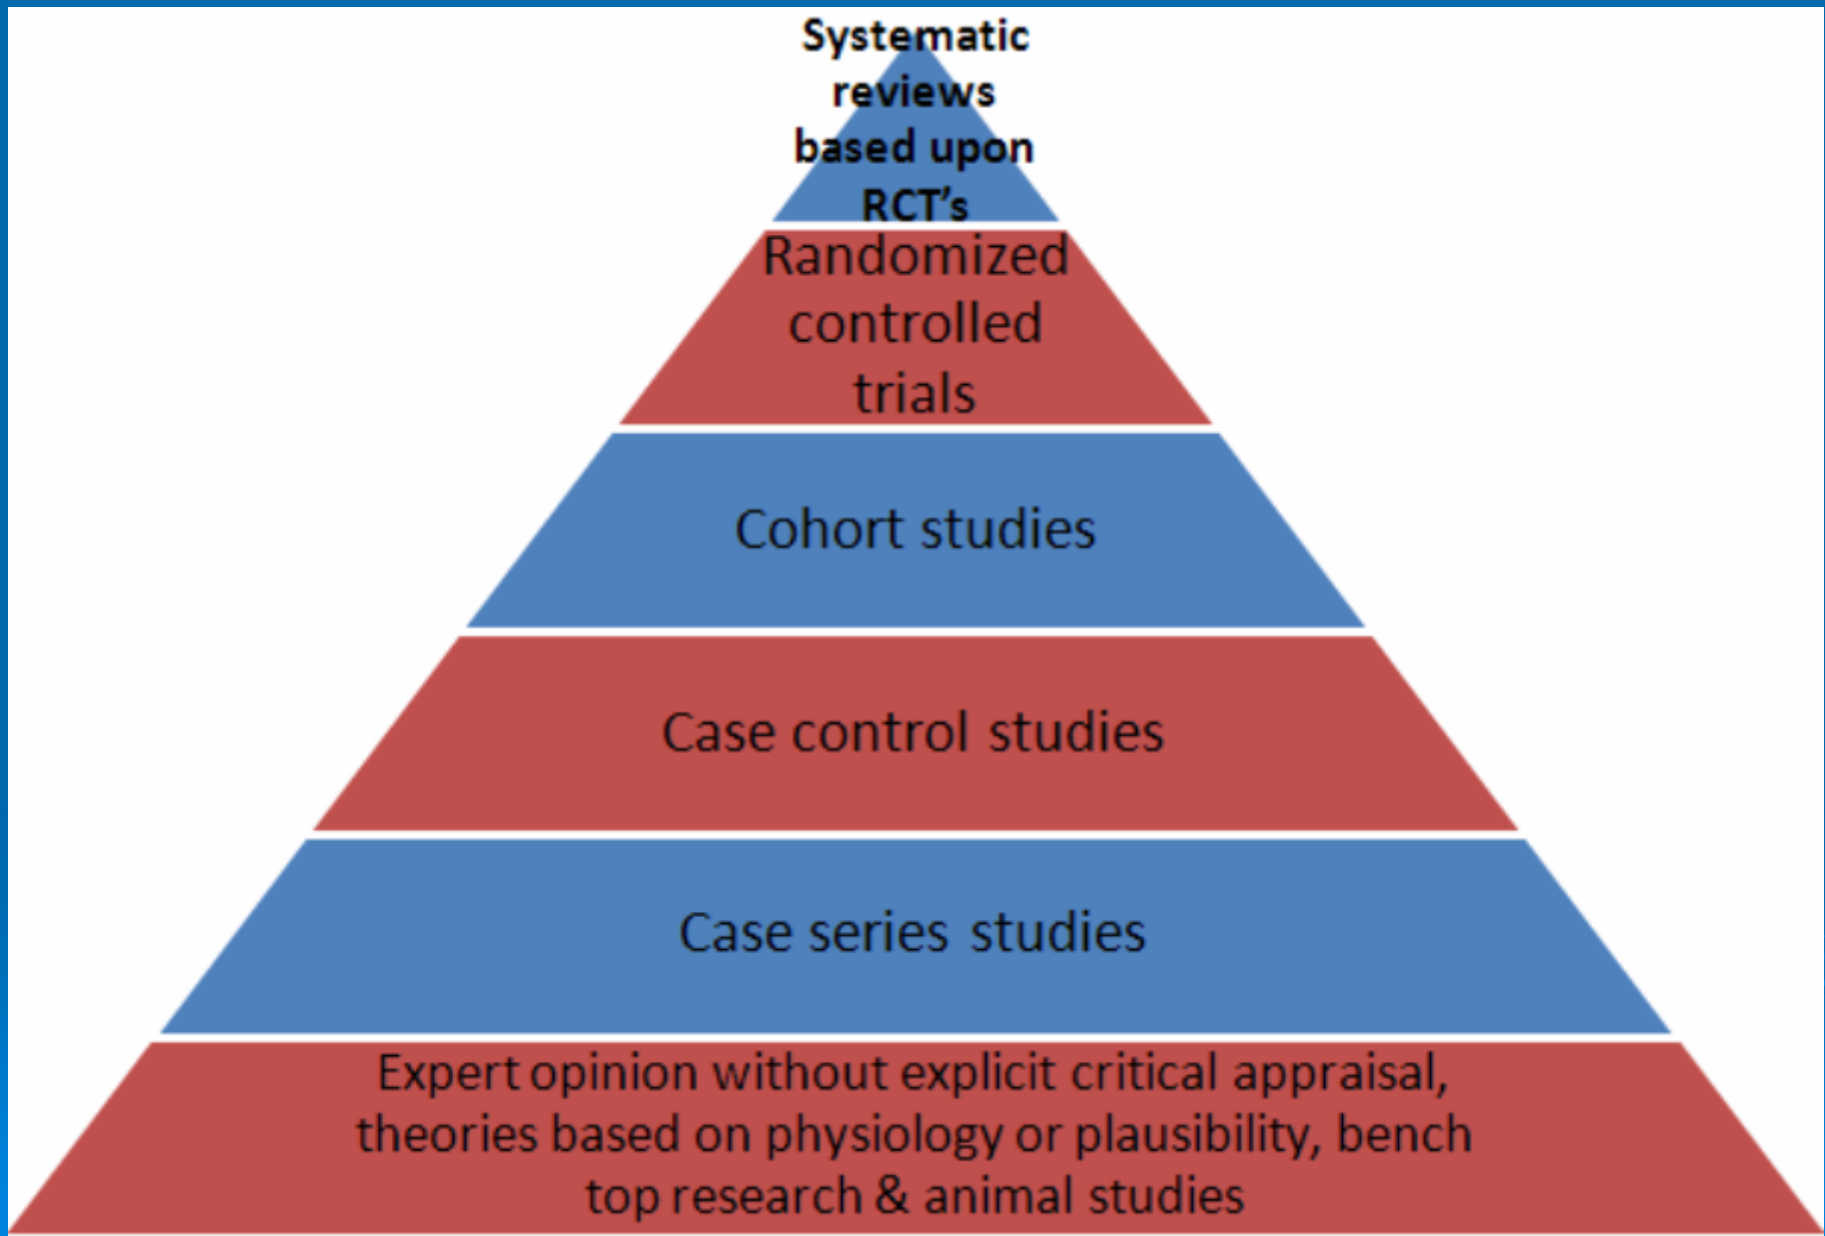 Systematic
reviews
based upon
RCT’s
Randomized
controlled
trials
Cohort studies
Case control studies
Case series studies
Expert opinion without explicit critical appraisal,
theories based on physiology or plausibility, bench
top research & animal studies